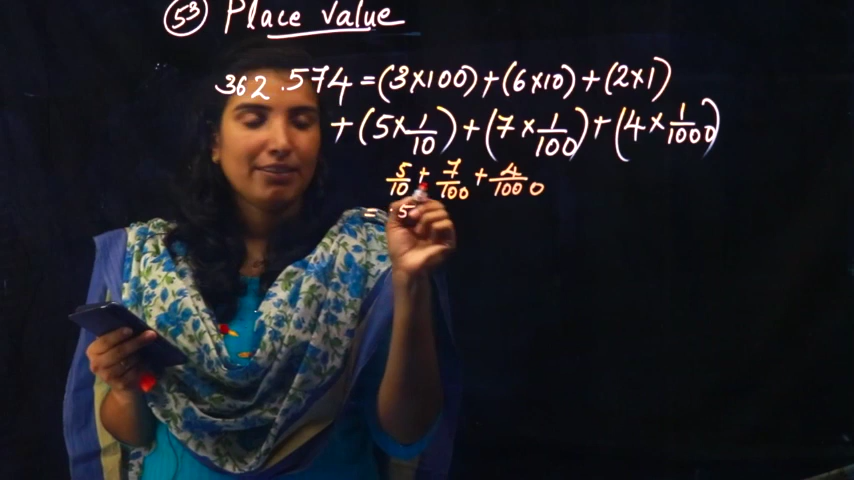 53 Place Value
362.574 = (3×100) + (6×10) + (2×1)
+ (5×1/10) + (7×1/100) + (4×1/1000)
5/10 + 7/100 + 4/1000
= .5